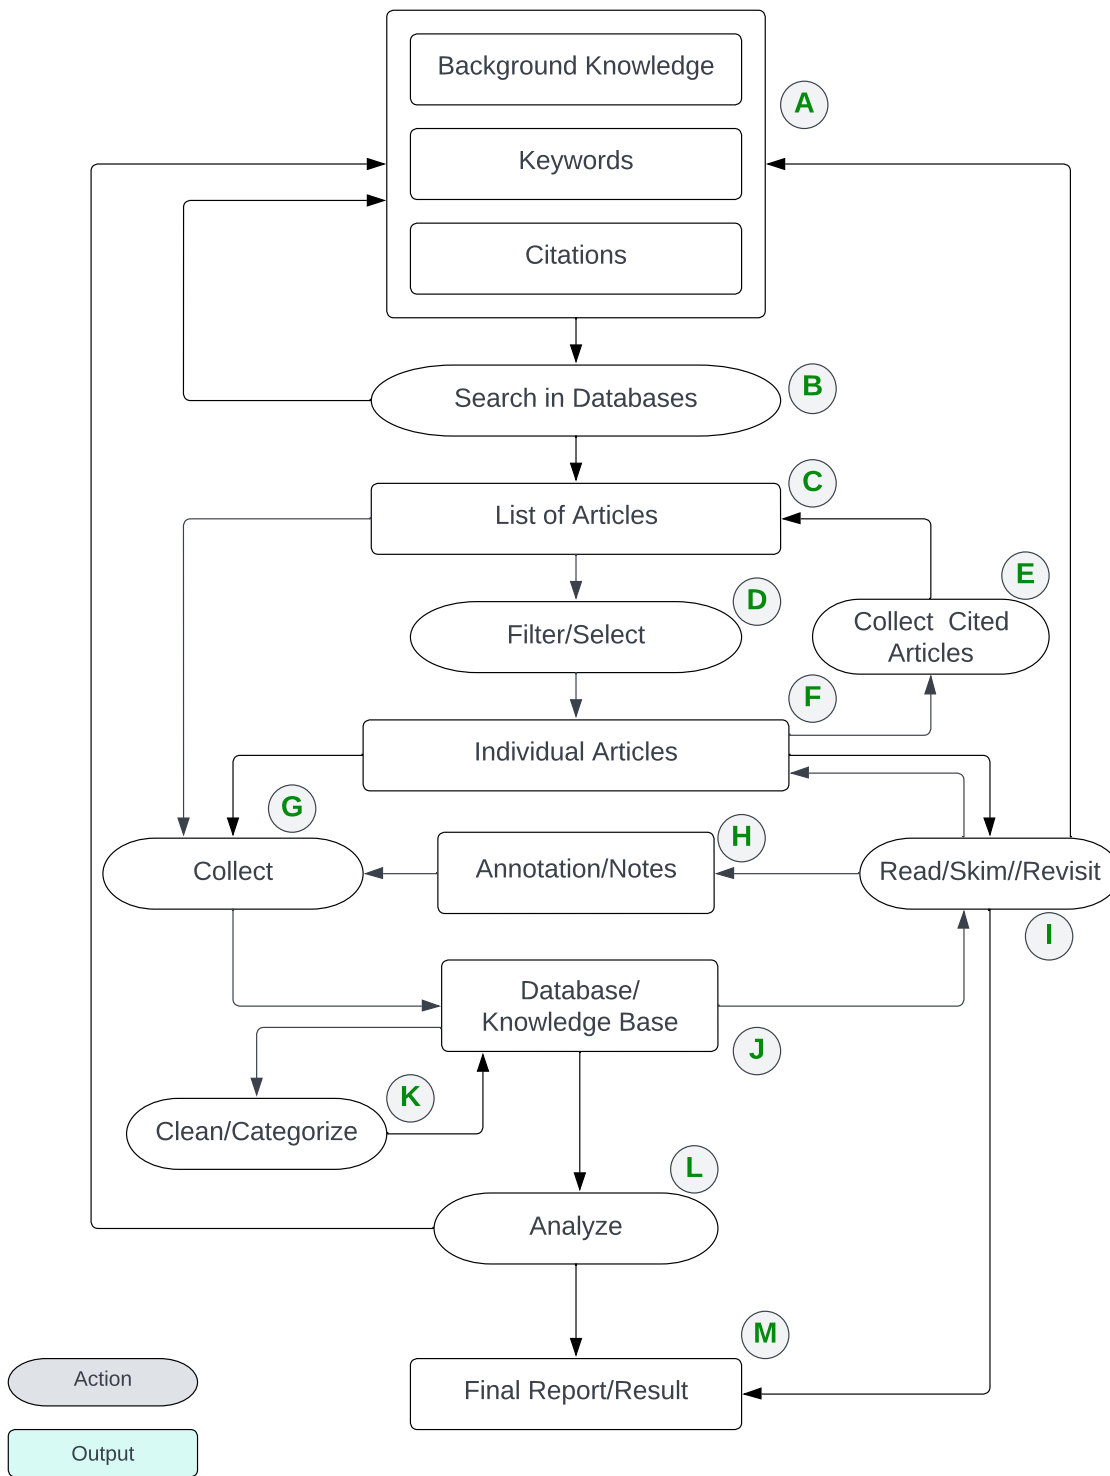 Background Knowledge
A
Keywords
Citations
B
Search in Databases
C
List of Articles
E
D
Collect  Cited
Articles
Filter/Select
F
Individual Articles
G
H
Collect
Annotation/Notes
Read/Skim//Revisit
I
Database/
Knowledge Base
J
K
Clean/Categorize
L
Analyze
M
Final Report/Result
Action
Output